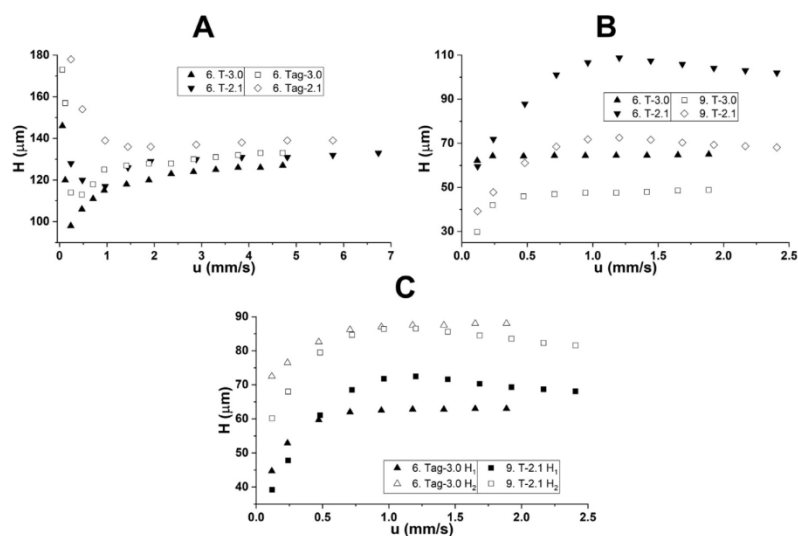 A
180
160
140
120
100
H (μm)
6. T-3.0 6. Tag-3.0
6. T-2.1 6. Tag-2.1
0 1 2 3 4 5 6 7
u (mm/s)
B
110
90
70
50
30
H (μm)
6. T-3.0 9. T-3.0
6. T-2.1 9. T-2.1
0.0 0.5 1.0 1.5 2.0 2.5
u (mm/s)
C
90
80
70
60
50
40
H (μm)
6. Tag-3.0 H₁ 9. T-2.1 H₁
6. Tag-3.0 H₂ 9. T-2.1 H₂
0.0 0.5 1.0 1.5 2.0 2.5
u (mm/s)